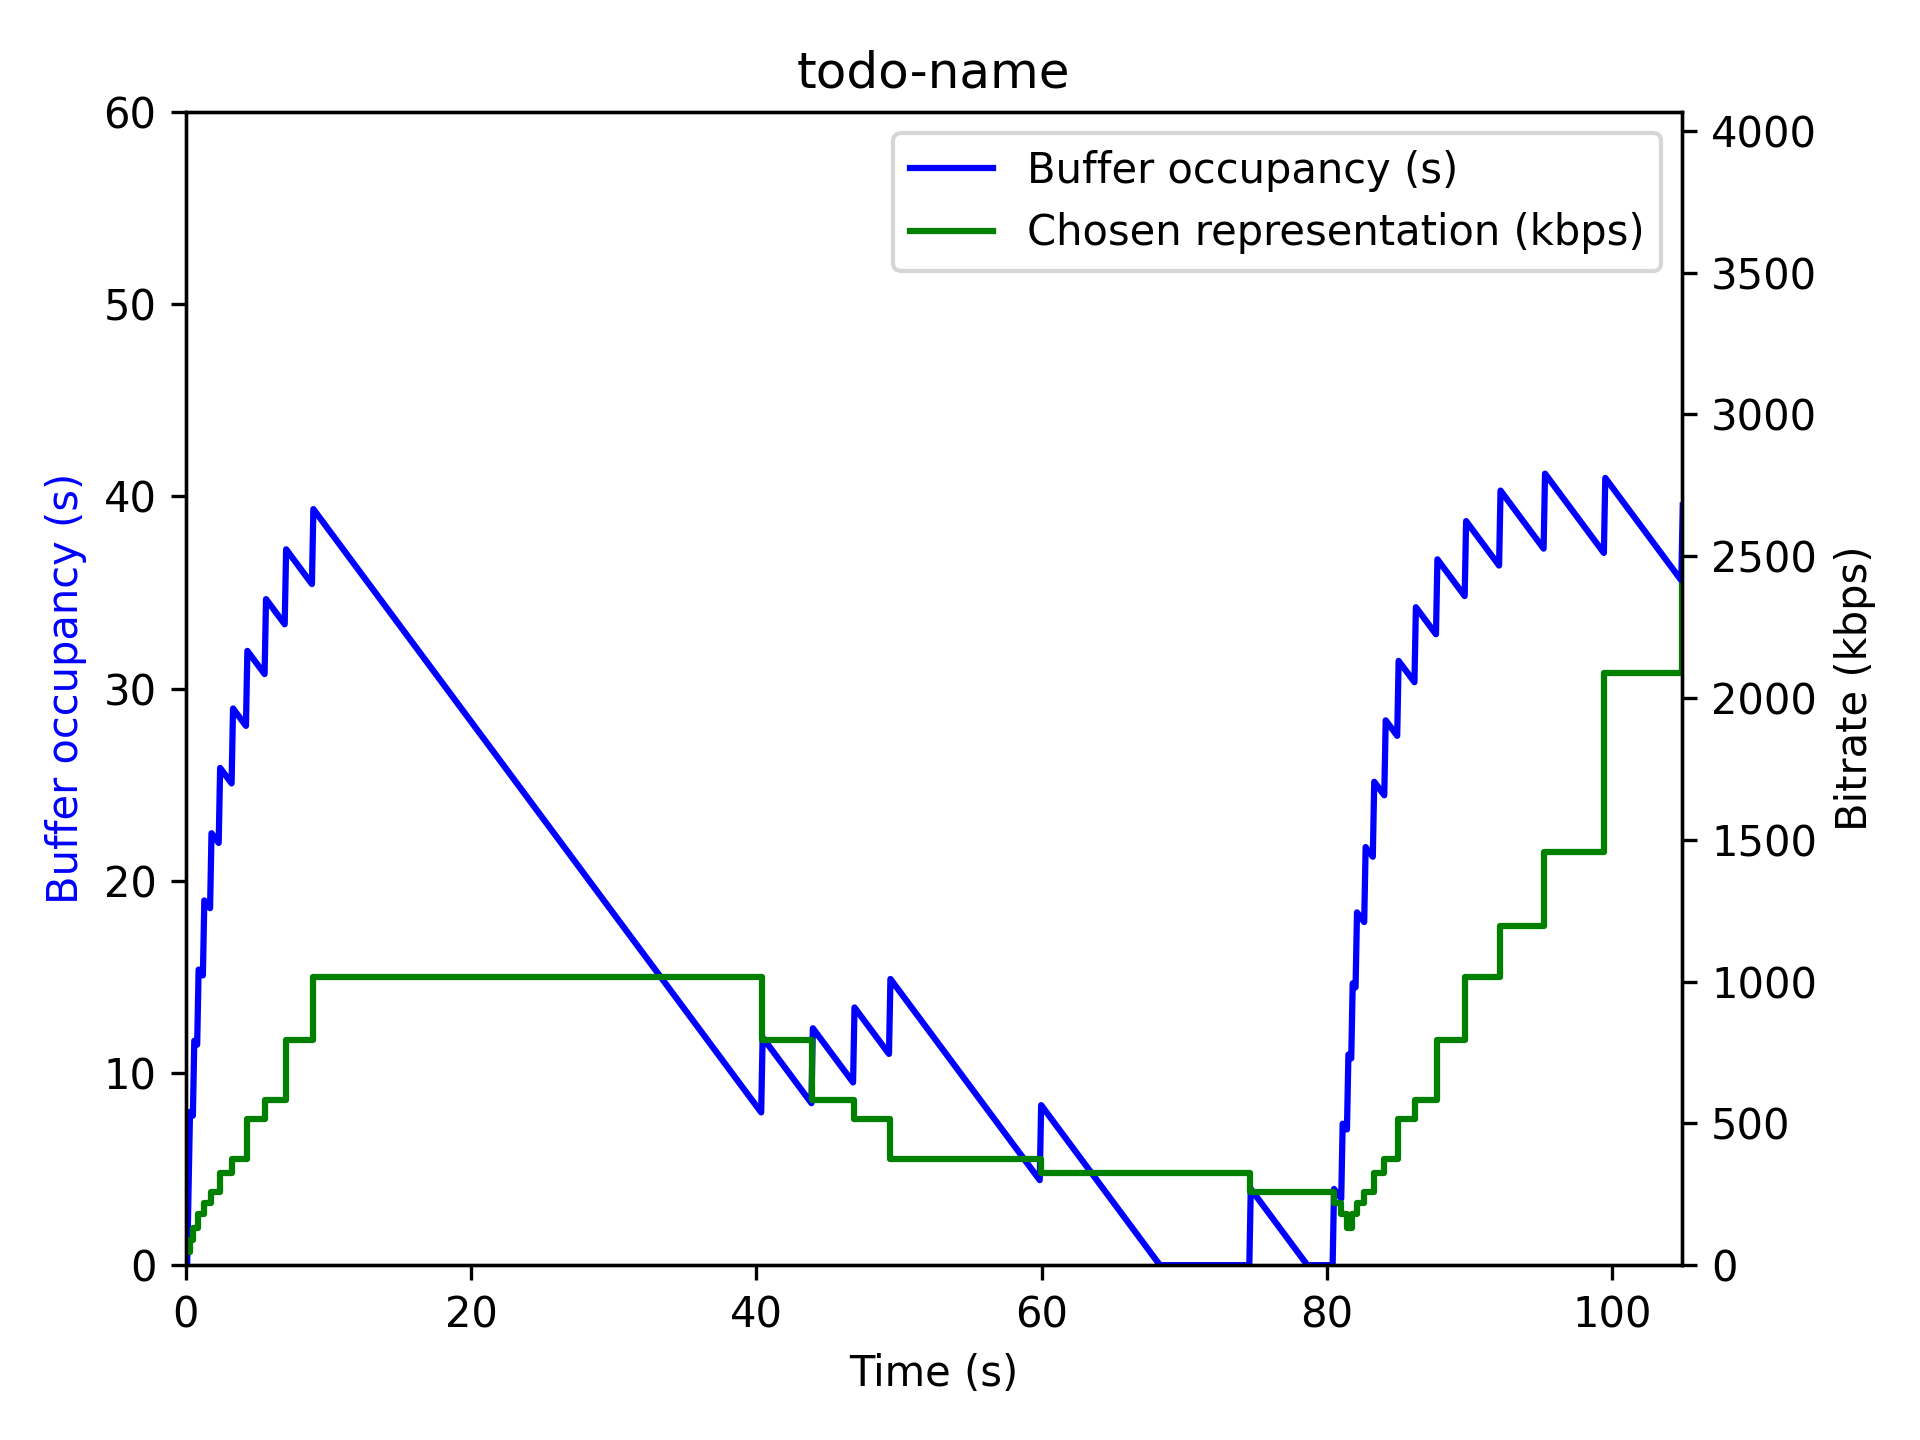 todo-name
Buffer occupancy (s)
Chosen representation (kbps)
60
50
40
30
20
10
0
Buffer occupancy (s)
4000
3500
3000
2500
2000
1500
1000
500
0
Bitrate (kbps)
0 20 40 60 80 100
Time (s)